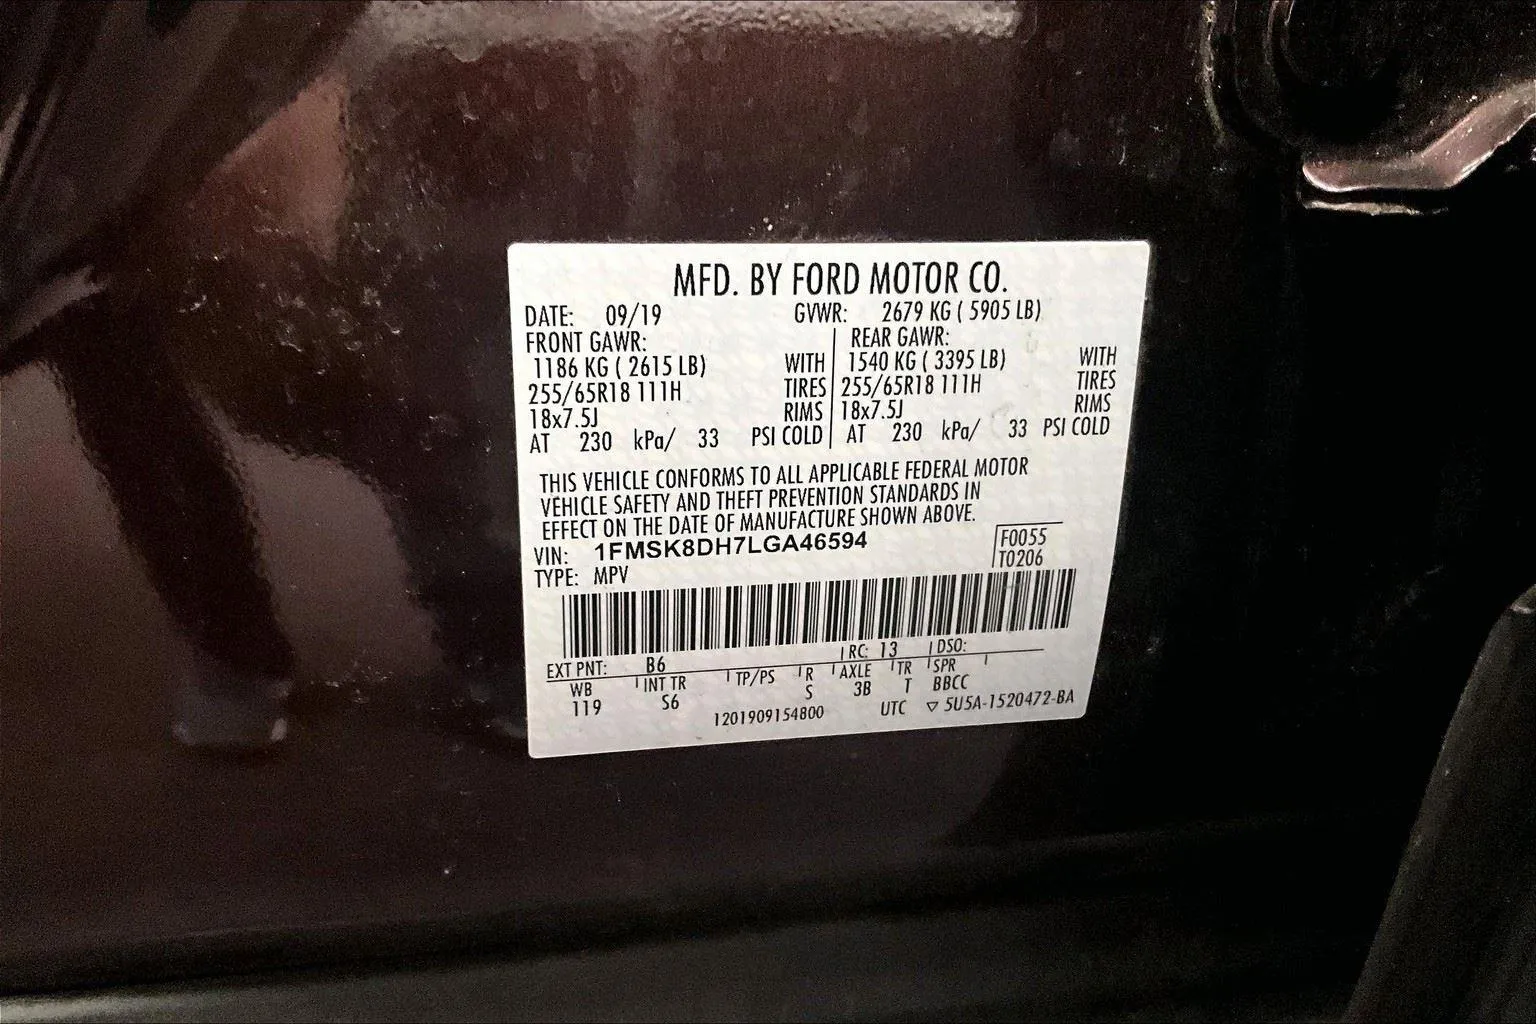 MFD. BY FORD MOTOR CO.
DATE: 09/19 GVWR: 2679 KG ( 5905 LB)
FRONT GAWR: REAR GAWR:
1186 KG ( 2615 LB) WITH 1540 KG ( 3395 LB) WITH
255/65R18 111H TIRES 255/65R18 111H TIRES
18x7.5J RIMS 18x7.5J RIMS
AT 230 kPa/ 33 PSI COLD AT 230 kPa/ 33 PSI COLD
THIS VEHICLE CONFORMS TO ALL APPLICABLE FEDERAL MOTOR
VEHICLE SAFETY AND THEFT PREVENTION STANDARDS IN
EFFECT ON THE DATE OF MANUFACTURE SHOWN ABOVE.
VIN: 1FMSK8DH7LGA46594 F0055
TYPE: MPV T0206
EXT PNT: B6 RC: 13 DSO:
WB INT TR TP/PS R AXLE TR SPR
119 S6 S 3B T BBCC
1201909154800 UTC ▽ 5U5A-1520472-BA